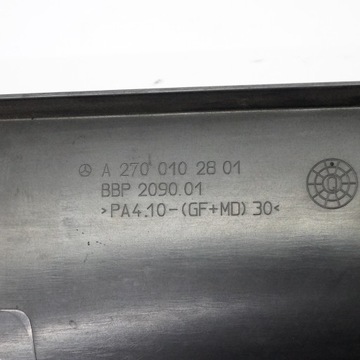 A 270 010 28 01
BBP 2090.01
>PA4.10-(GF+MD) 30<
Q